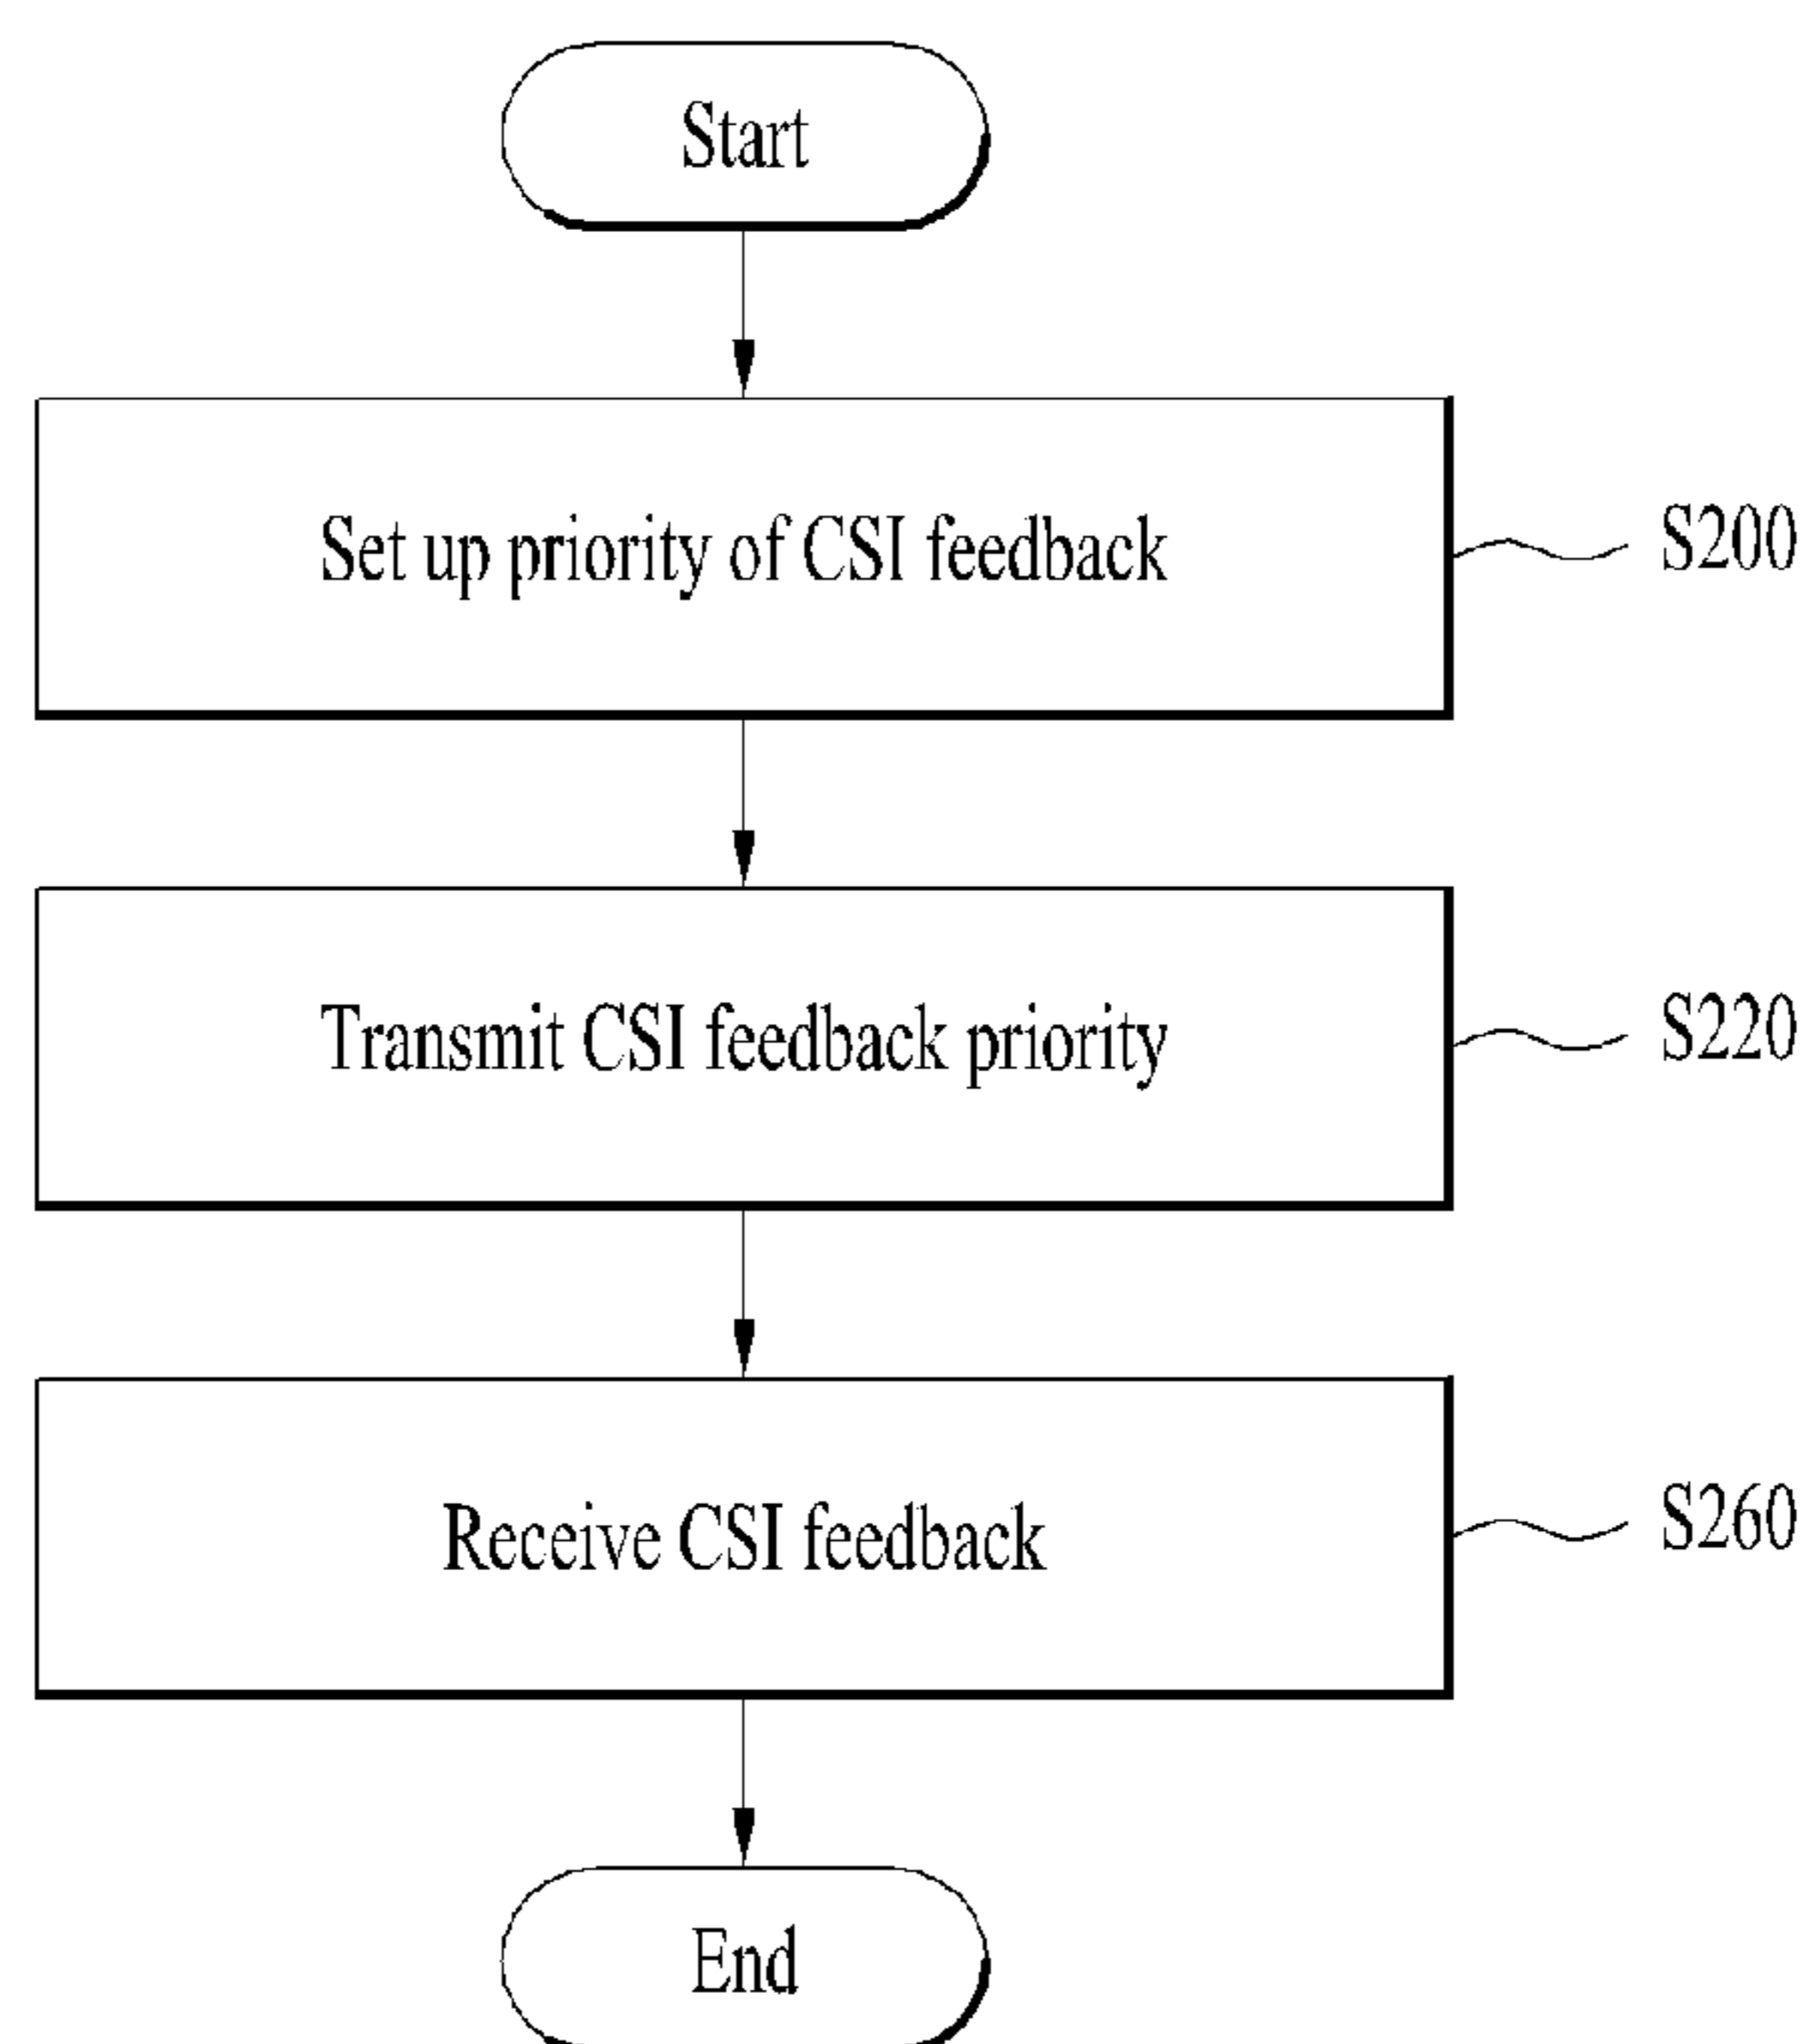 Start
Set up priority of CSI feedback
S200
Transmit CSI feedback priority
S220
Receive CSI feedback
S260
End